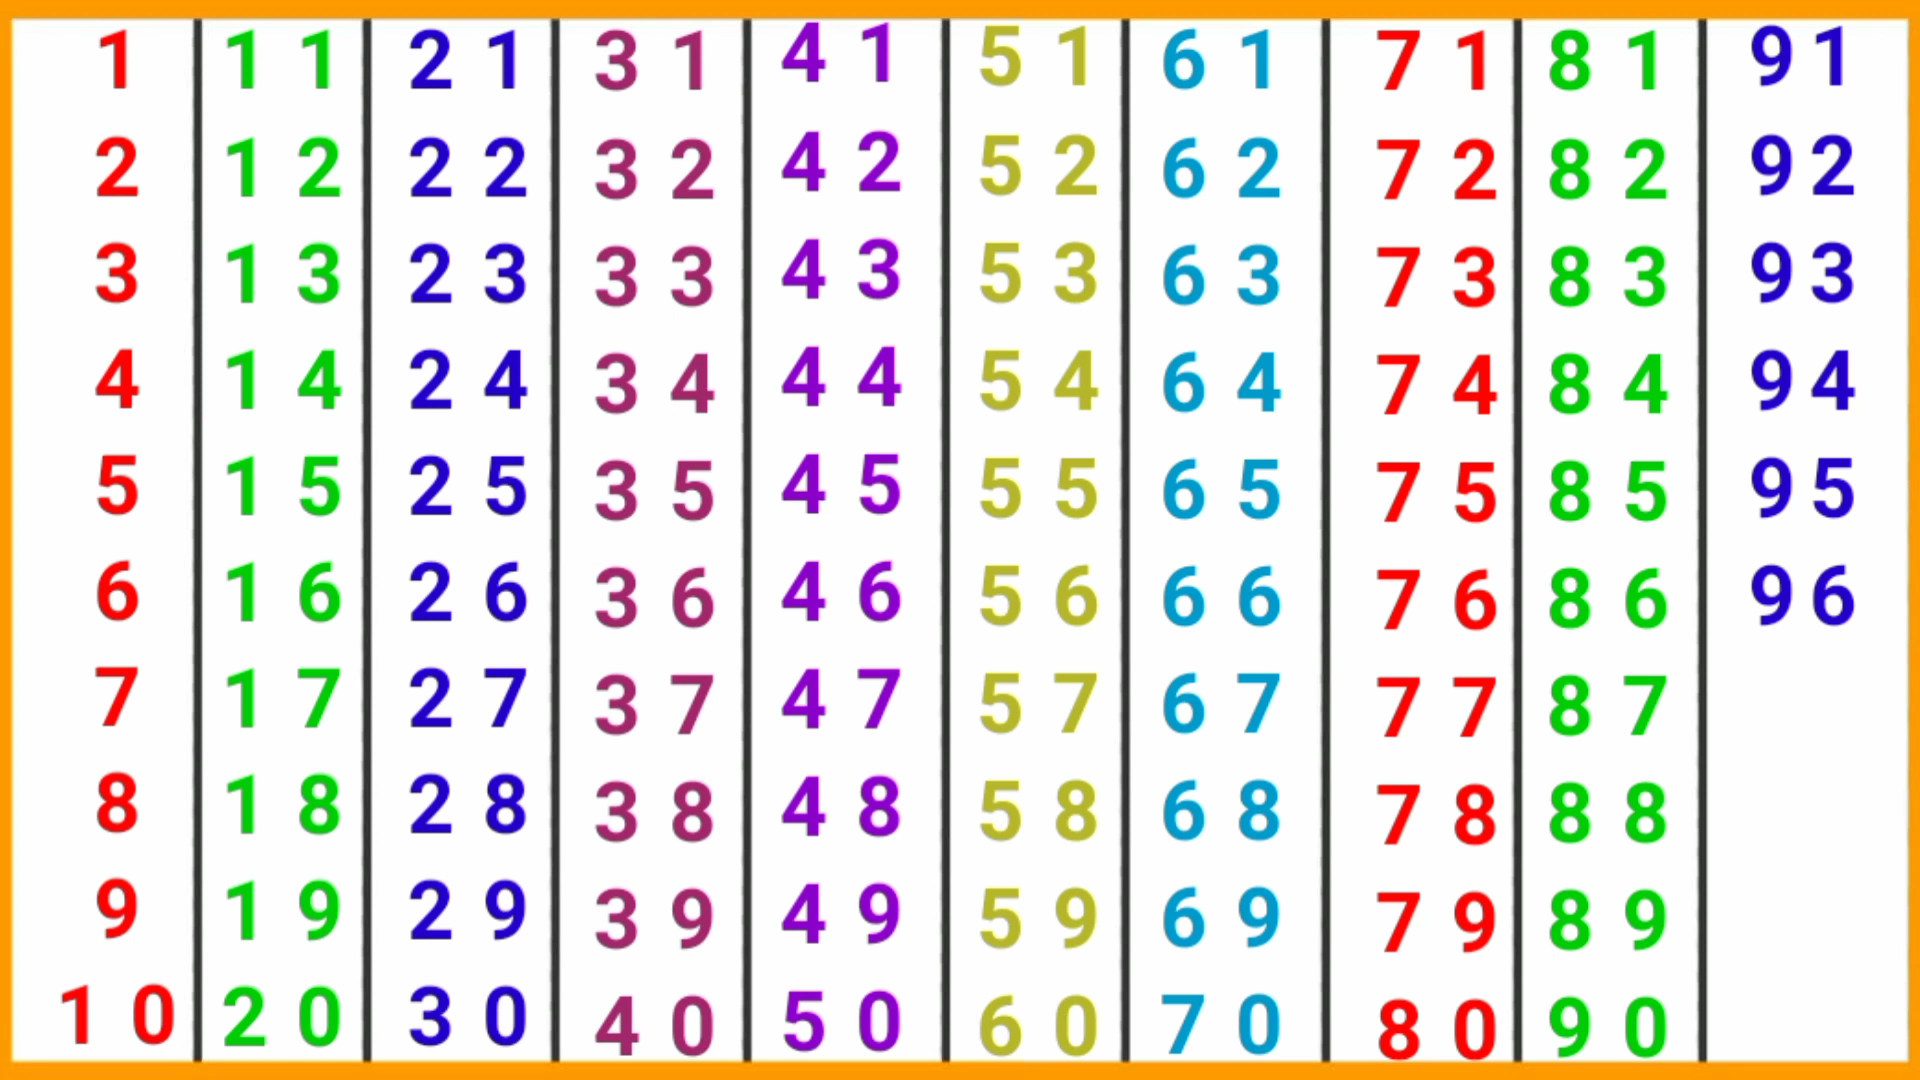 1 11 21 31 41 51 61 71 81 91
2 12 22 32 42 52 62 72 82 92
3 13 23 33 43 53 63 73 83 93
4 14 24 34 44 54 64 74 84 94
5 15 25 35 45 55 65 75 85 95
6 16 26 36 46 56 66 76 86 96
7 17 27 37 47 57 67 77 87
8 18 28 38 48 58 68 78 88
9 19 29 39 49 59 69 79 89
10 20 30 40 50 60 70 80 90